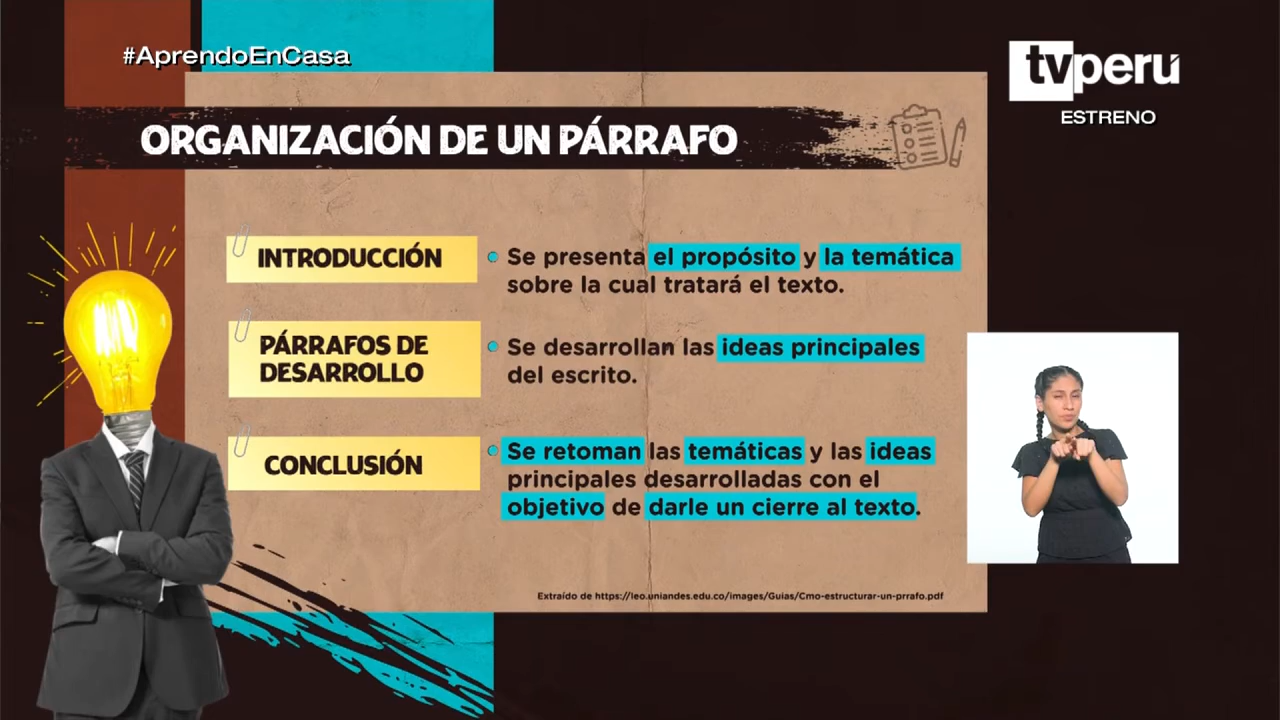 #AprendoEnCasa
tvperú
ESTRENO
ORGANIZACIÓN DE UN PÁRRAFO
INTRODUCCIÓN
Se presenta el propósito y la temática
sobre la cual tratará el texto.
PÁRRAFOS DE
DESARROLLO
Se desarrollan las ideas principales
del escrito.
CONCLUSIÓN
Se retoman las temáticas y las ideas
principales desarrolladas con el
objetivo de darle un cierre al texto.
Extraído de https://leo.uniandes.edu.co/images/Guias/Cmo-estructurar-un-prrafo.pdf